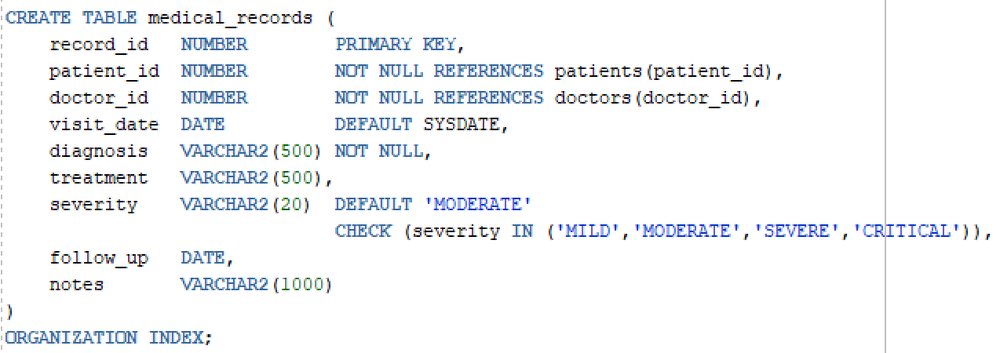 CREATE TABLE medical_records (
    record_id   NUMBER        PRIMARY KEY,
    patient_id  NUMBER        NOT NULL REFERENCES patients(patient_id),
    doctor_id   NUMBER        NOT NULL REFERENCES doctors(doctor_id),
    visit_date  DATE          DEFAULT SYSDATE,
    diagnosis   VARCHAR2(500) NOT NULL,
    treatment   VARCHAR2(500),
    severity    VARCHAR2(20)  DEFAULT 'MODERATE'
                              CHECK (severity IN ('MILD','MODERATE','SEVERE','CRITICAL')),
    follow_up   DATE,
    notes       VARCHAR2(1000)
)
ORGANIZATION INDEX;